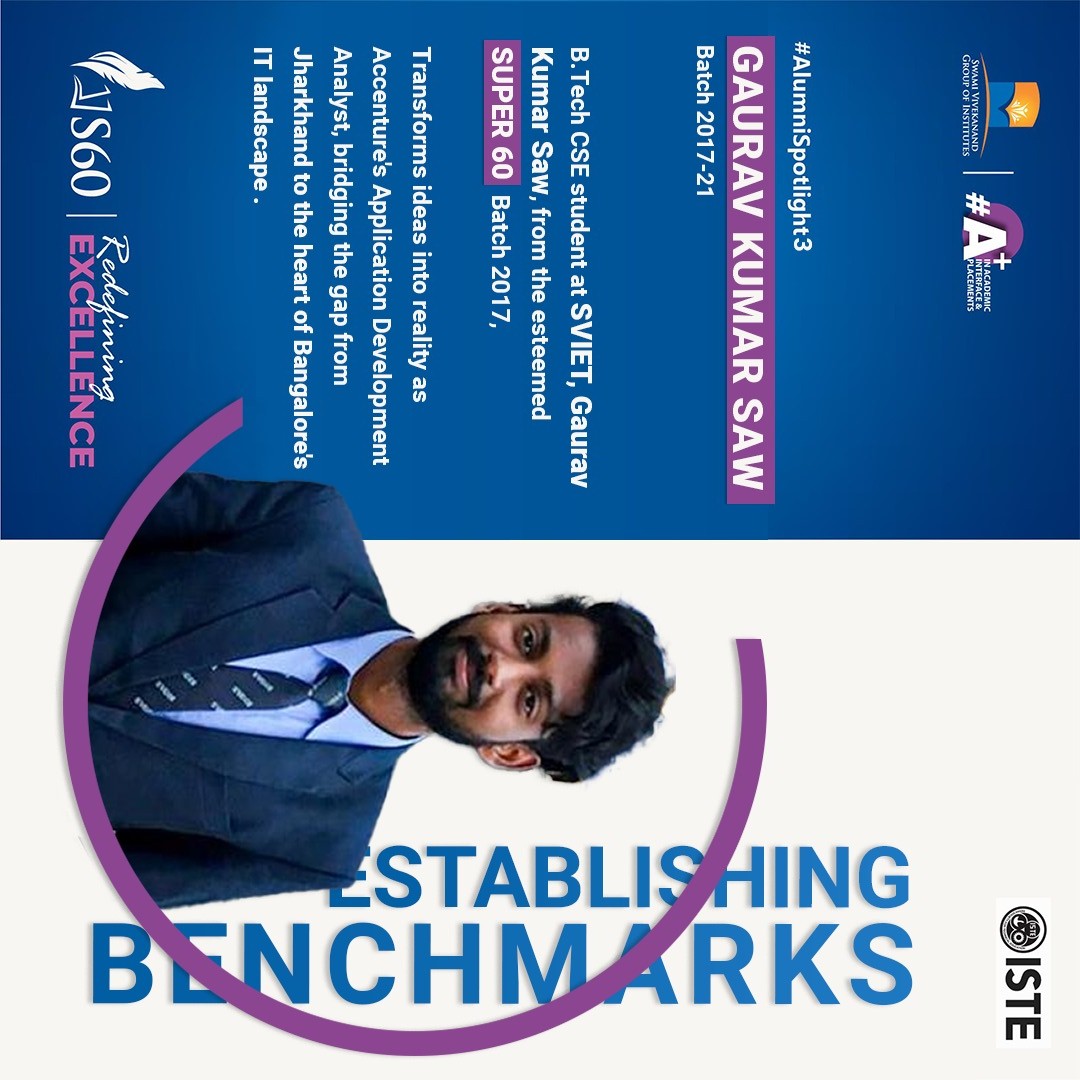 SWAMI VIVEKANAND
GROUP OF INSTITUTES
#A+
IN ACADEMIC
INTERFACE &
PLACEMENTS
ISTE
#AlumniSpotlight3
GAURAV KUMAR SAW
Batch 2017-21
B.Tech CSE student at SVIET, Gaurav
Kumar Saw, from the esteemed
SUPER 60 Batch 2017,
Transforms ideas into reality as
Accenture's Application Development
Analyst, bridging the gap from
Jharkhand to the heart of Bangalore's
IT landscape .
ESTABLISHING
BENCHMARKS
S60
Redefining
EXCELLENCE